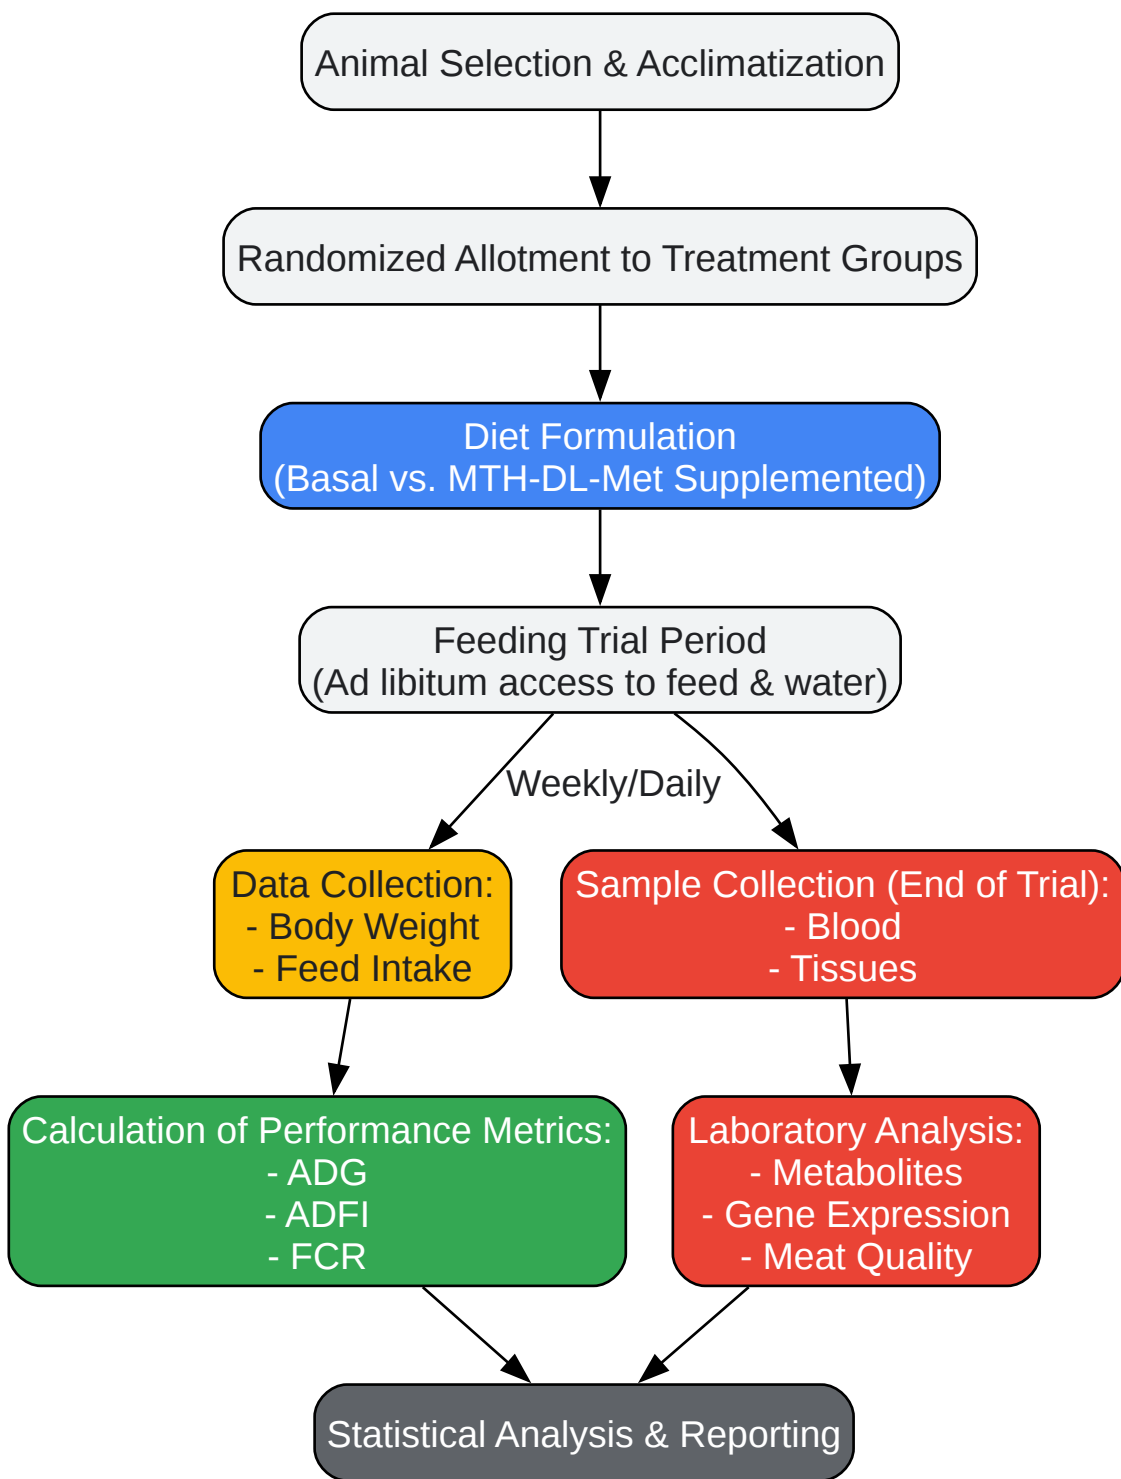 Animal Selection & Acclimatization
Randomized Allotment to Treatment Groups
Diet Formulation
(Basal vs. MTH-DL-Met Supplemented)
Feeding Trial Period
(Ad libitum access to feed & water)
Weekly/Daily
Data Collection:
- Body Weight
- Feed Intake
Sample Collection (End of Trial):
- Blood
- Tissues
Calculation of Performance Metrics:
- ADG
- ADFI
- FCR
Laboratory Analysis:
- Metabolites
- Gene Expression
- Meat Quality
Statistical Analysis & Reporting